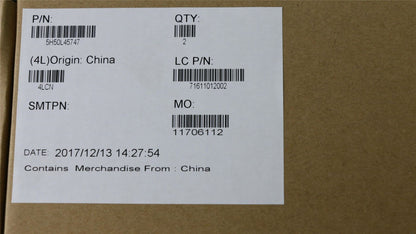 P/N: QTY:
5H50L45747 2
(4L)Origin: China LC P/N:
4LCN 71611012002
SMTPN: MO:
11706112
DATE: 2017/12/13 14:27:54
Contains Merchandise From : China